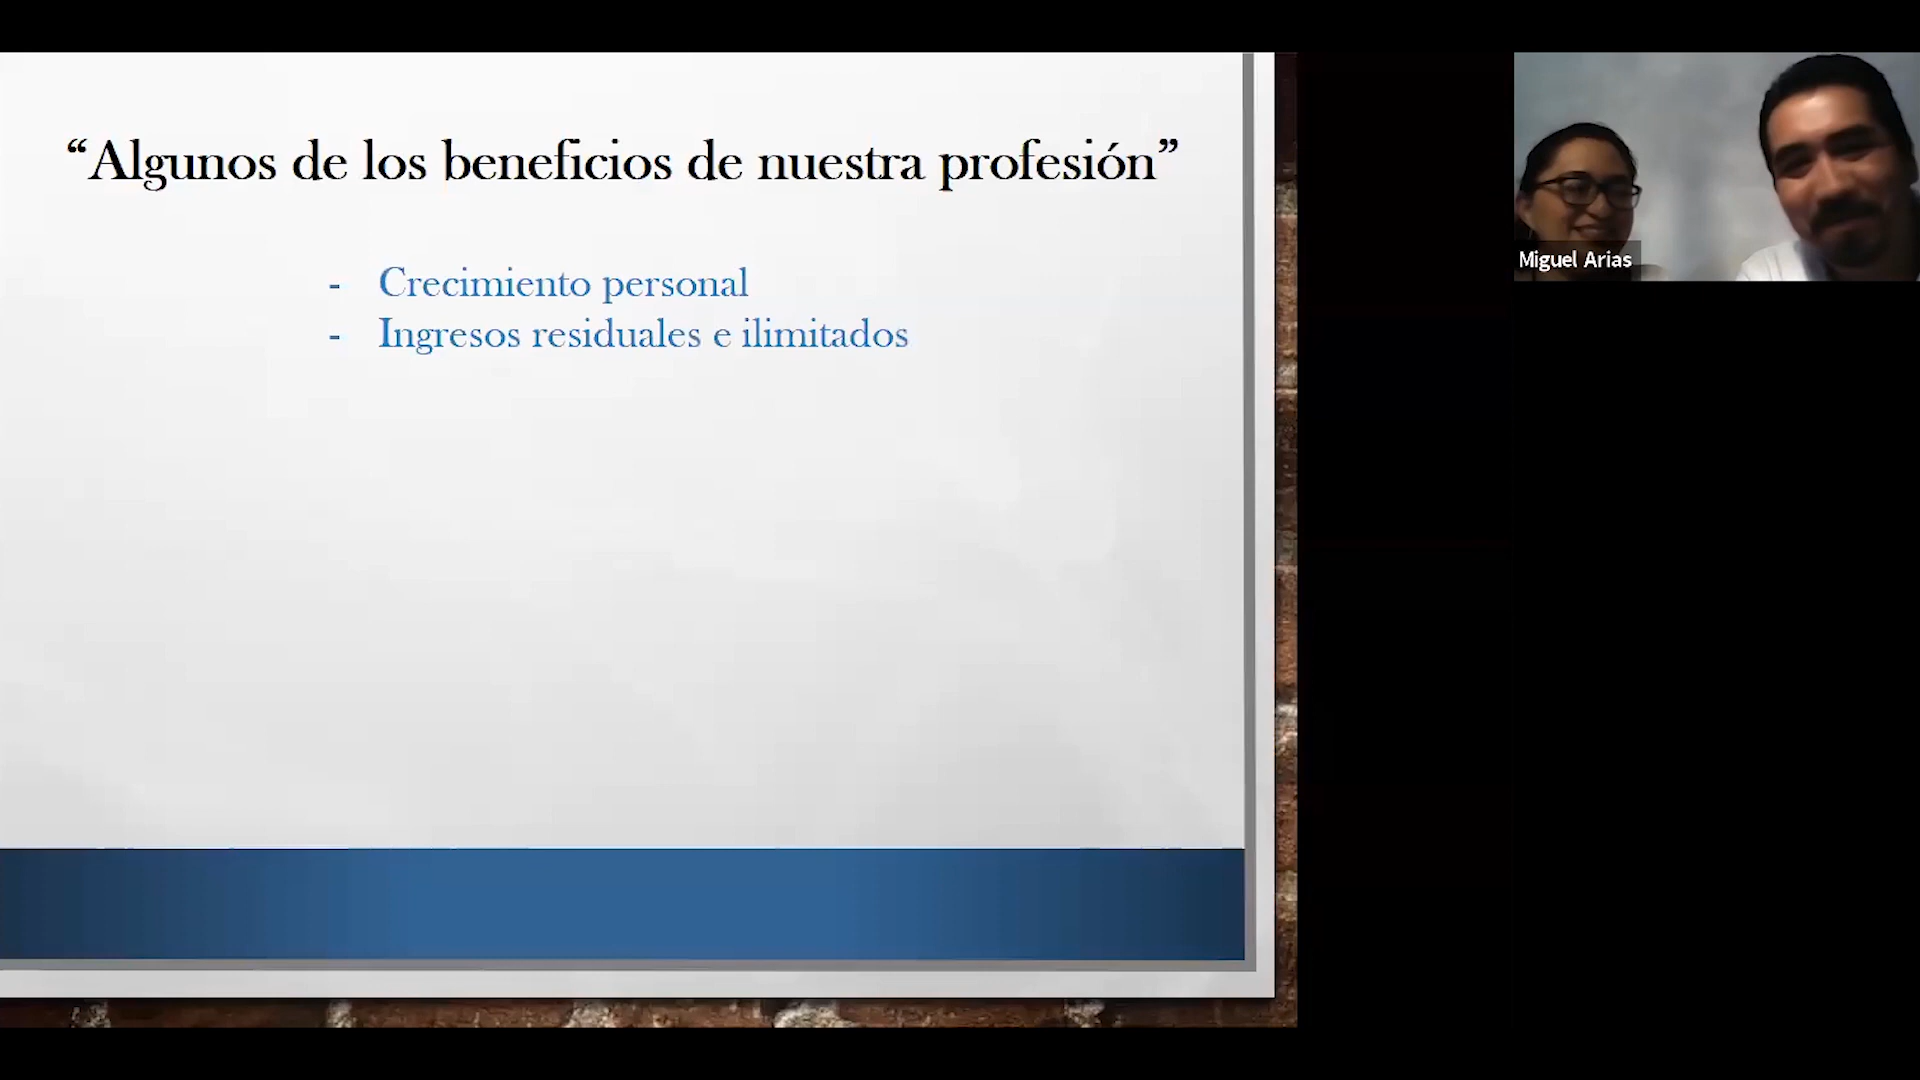 “Algunos de los beneficios de nuestra profesión”
- Crecimiento personal
- Ingresos residuales e ilimitados
Miguel Arias